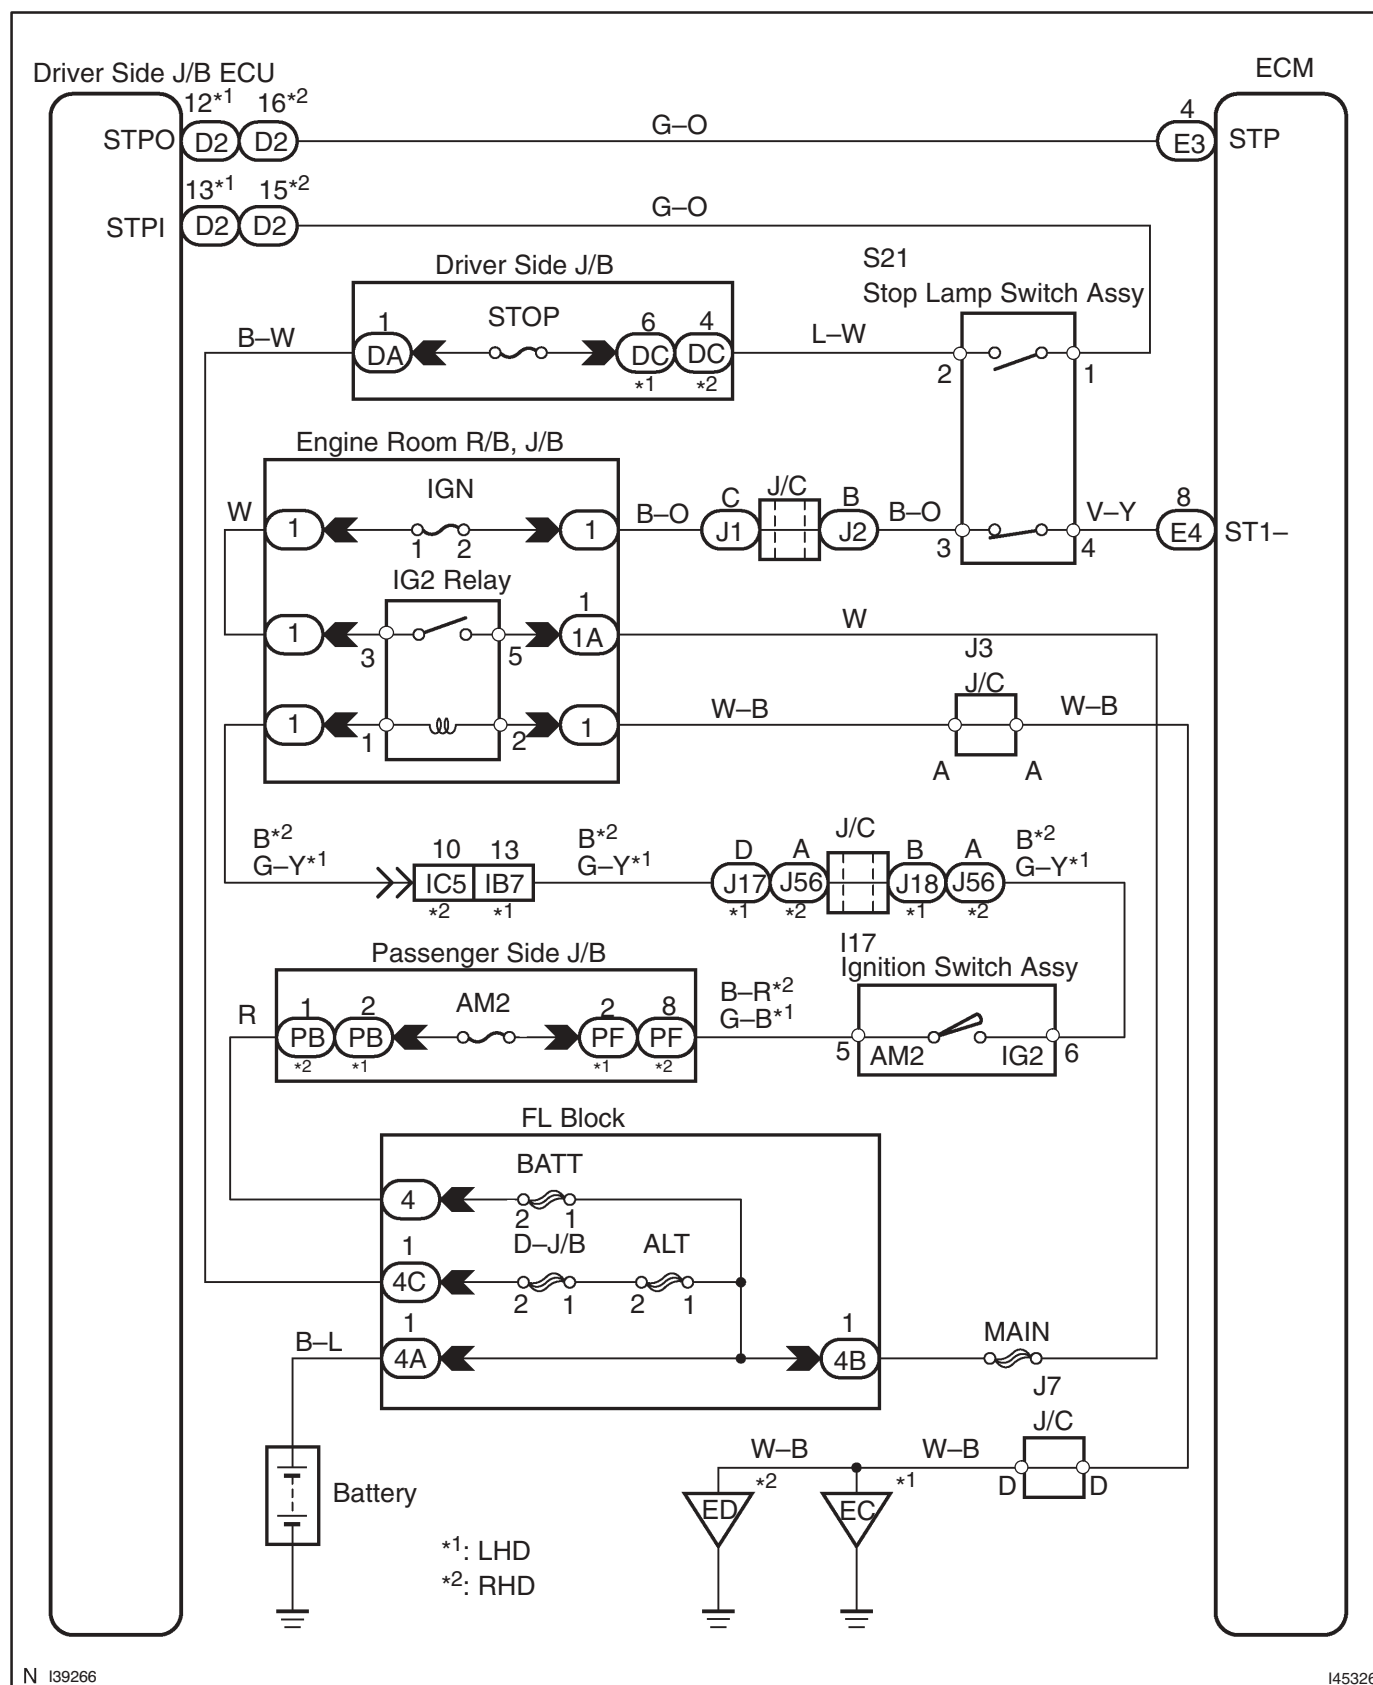 Driver Side J/B ECU
ECM
12*1 16*2
4
G–O
STPO D2 D2
E3 STP
13*1 15*2
G–O
STPI D2 D2
S21
Stop Lamp Switch Assy
Driver Side J/B
1 STOP 6 4
B–W
L–W
DA DC DC
*1 *2
2 1
Engine Room R/B, J/B
IGN
W
1 1
1 2
B–O
C J/C B
J1 J2
B–O
3 4
V–Y
8
E4 ST1–
IG2 Relay
1
1 1A
3 5
W
J3
J/C
1 1
1 2
W–B
W–B
A A
B*2
G–Y*1
10 13
IC5 IB7
*2 *1
B*2
G–Y*1
J/C
D A B A
J17 J56 J18 J56
*1 *2 *1 *2
B*2
G–Y*1
Passenger Side J/B
I17
Ignition Switch Assy
R
1 2 AM2 2 8
PB PB PF PF
*2 *1 *1 *2
B–R*2
G–B*1
5 AM2 IG2 6
FL Block
BATT
4
2 1
D–J/B ALT
1
4C
2 1 2 1
B–L
1 1
4A 4B
MAIN
J7
J/C
W–B W–B
D D
*2 *1
ED EC
Battery
*1: LHD
*2: RHD
N I39266
I45326